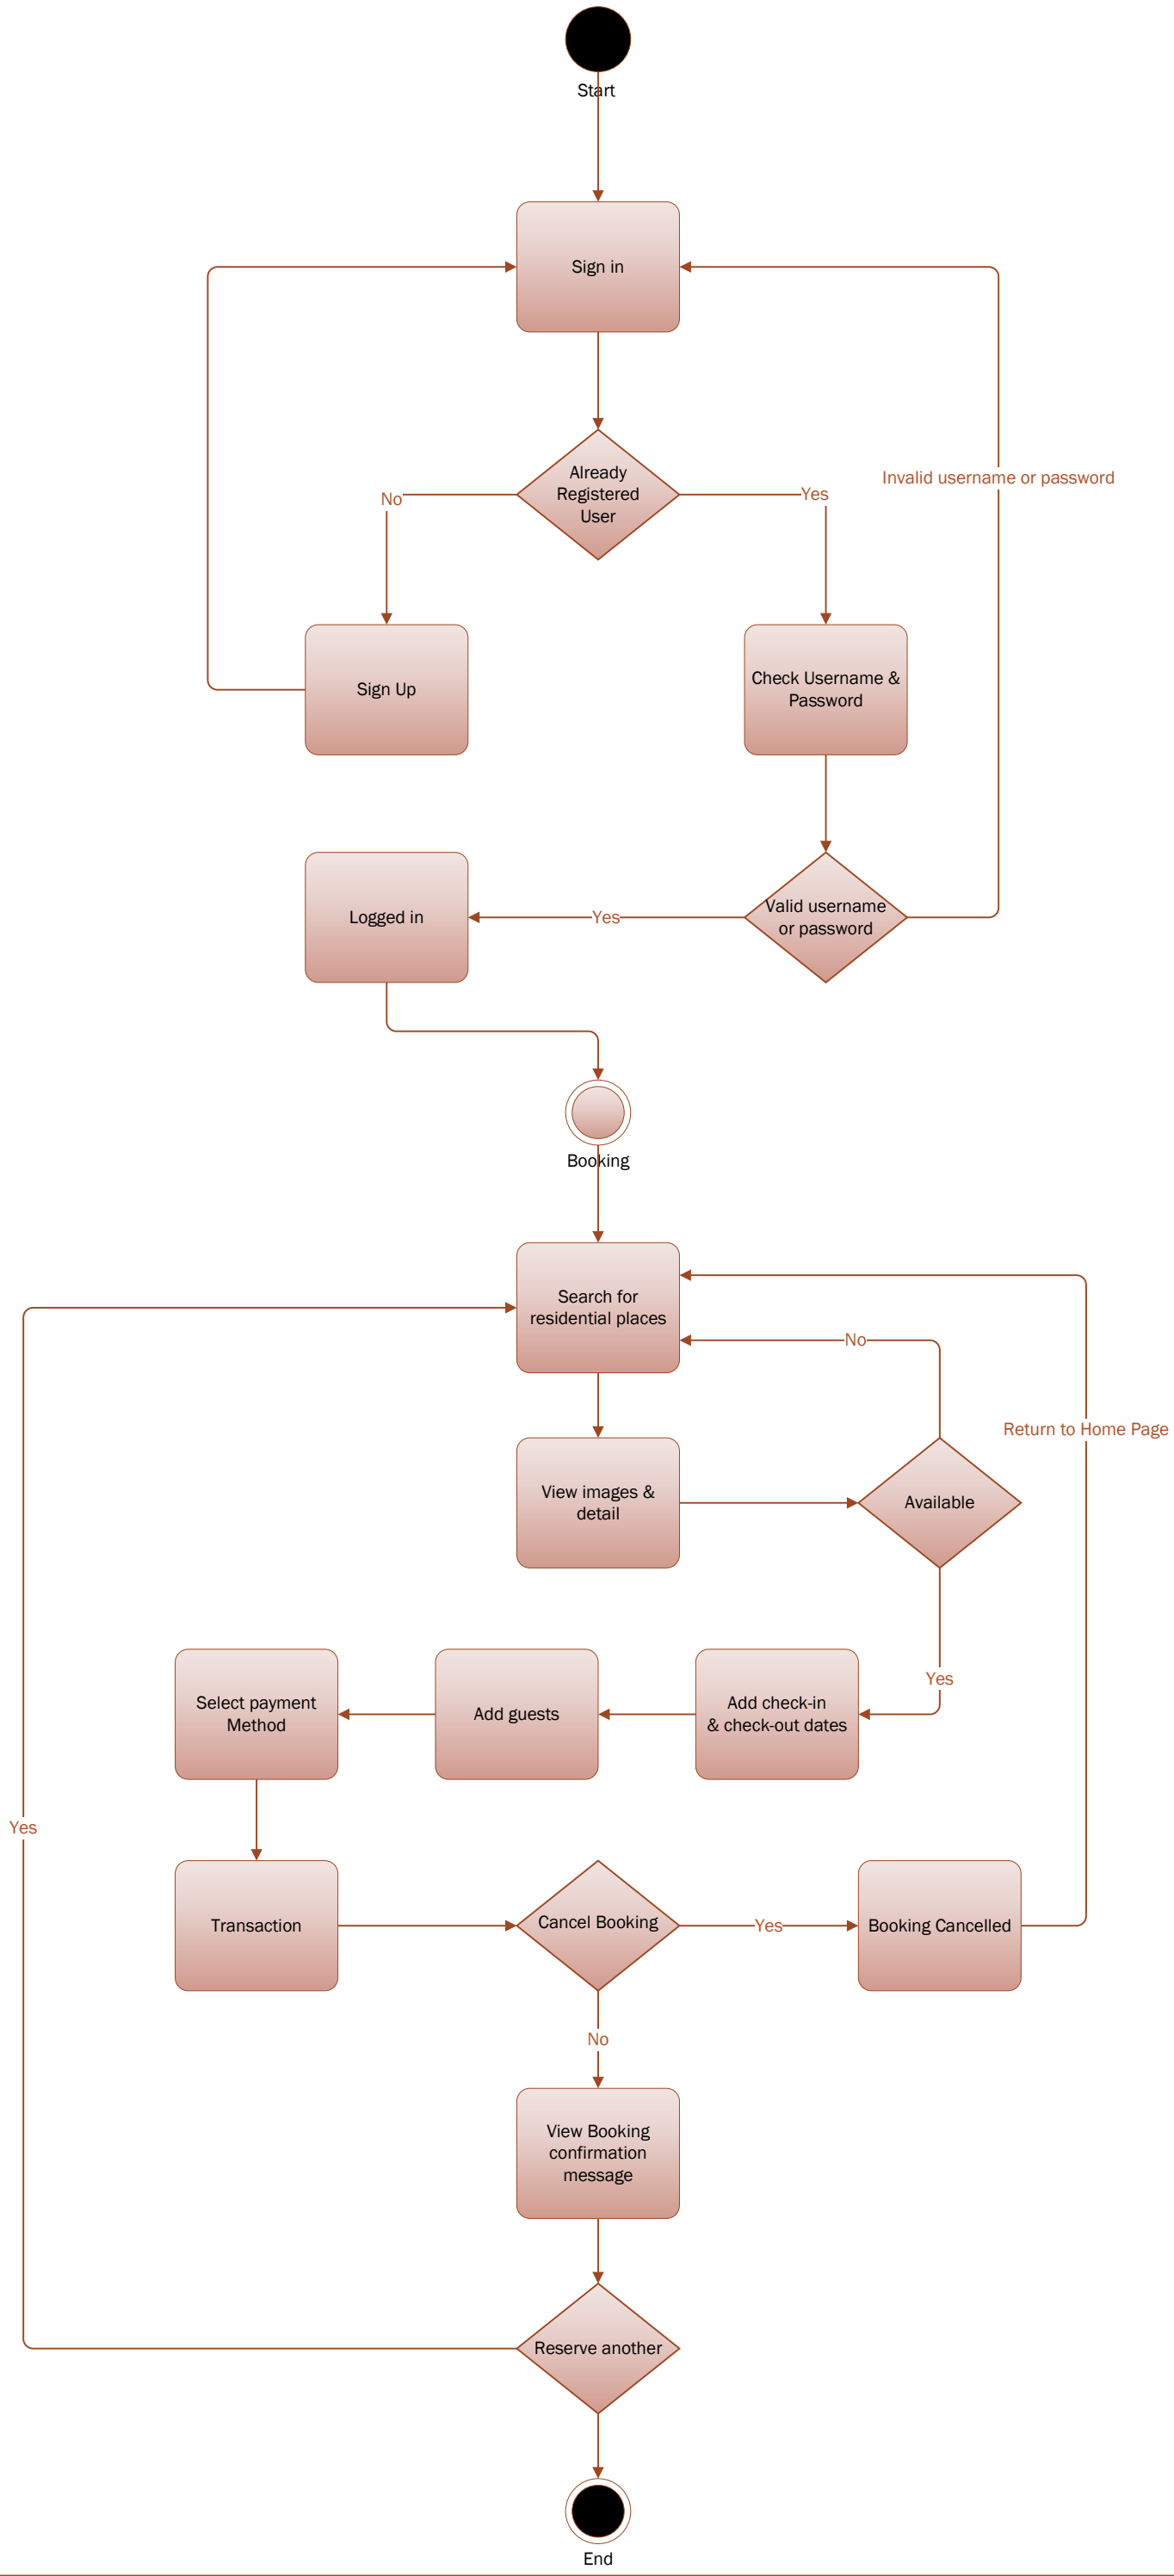 Start
Sign in
Already
Registered
User
No
Yes
Invalid username or password
Sign Up
Check Username &
Password
Logged in
Yes
Valid username
or password
Booking
Search for
residential places
No
Return to Home Page
View images &
detail
Available
Yes
Select payment
Method
Add guests
Add check-in
& check-out dates
Yes
Transaction
Cancel Booking
Yes
Booking Cancelled
No
View Booking
confirmation
message
Reserve another
End